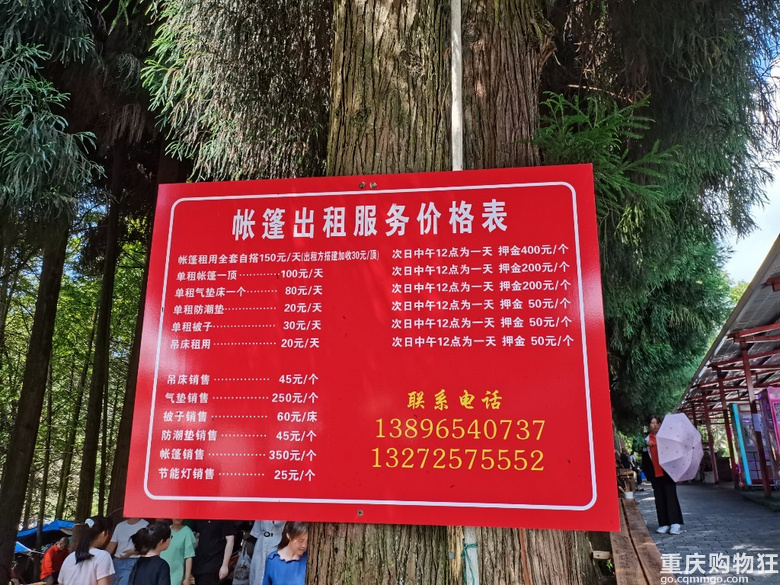 帐篷出租服务价格表
帐篷租用全套自搭150元/天(出租方搭建加收30元/顶) 次日中午12点为一天 押金400元/个
单租帐篷一顶············100元/天 次日中午12点为一天 押金200元/个
单租气垫床一个········80元/天 次日中午12点为一天 押金200元/个
单租防潮垫···············20元/天 次日中午12点为一天 押金 50元/个
单租被子··················30元/天 次日中午12点为一天 押金 50元/个
吊床租用··················20元/天 次日中午12点为一天 押金 50元/个
吊床销售············45元/个
气垫销售············250元/个
被子销售············60元/床
防潮垫销售············45元/个
帐篷销售············350元/个
节能灯销售············25元/个
联系电话
13896540737
13272575552
重庆购物狂
go.cqmmgo.com